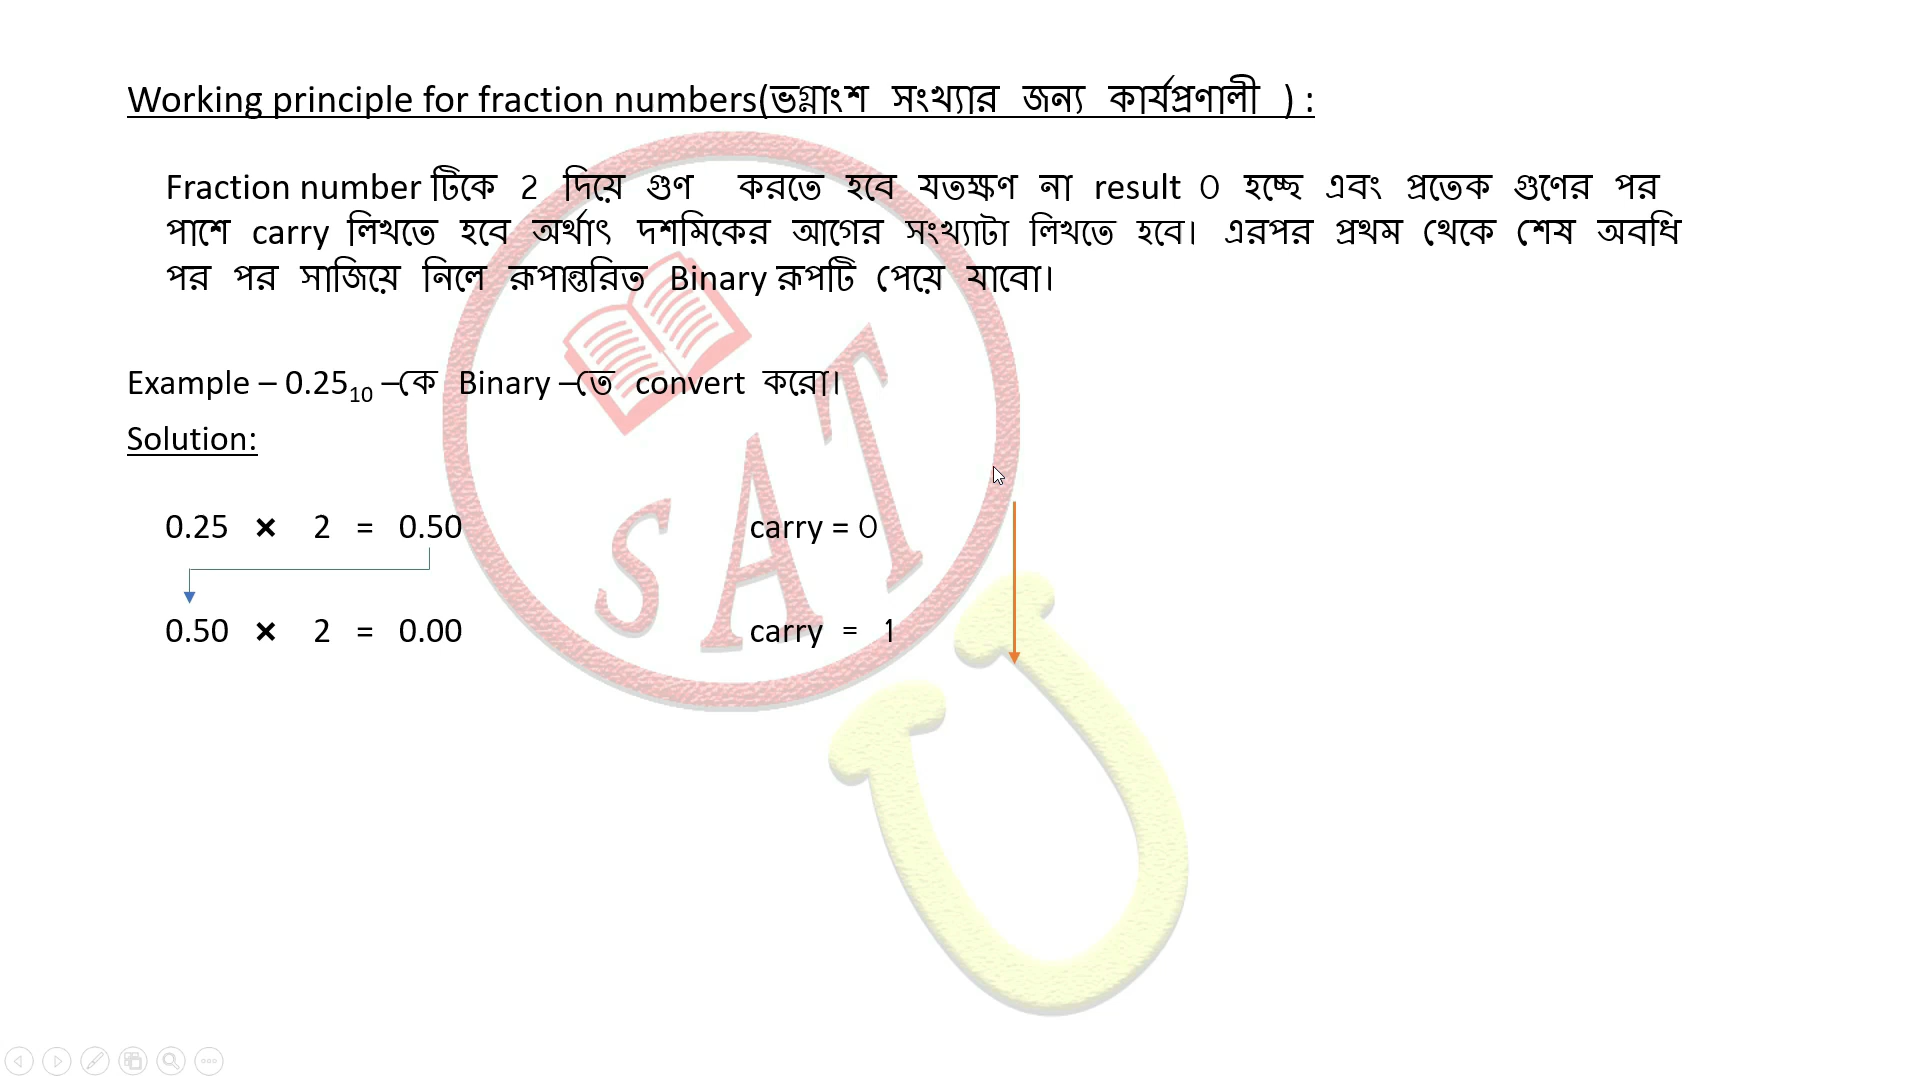 Working principle for fraction numbers(ভগ্নাংশ সংখ্যার জন্য কার্যপ্রণালী ) :
Fraction number টিকে 2 দিয়ে গুণ করতে হবে যতক্ষণ না result 0 হচ্ছে এবং প্রতেক গুণের পর
পাশে carry লিখতে হবে অর্থাৎ দশমিকের আগের সংখ্যাটা লিখতে হবে। এরপর প্রথম থেকে শেষ অবধি
পর পর সাজিয়ে নিলে রূপান্তরিত Binary রূপটি পেয়ে যাবো।
Example – 0.25₁₀ –কে Binary –তে convert করো।
Solution:
0.25 × 2 = 0.50 carry = 0
0.50 × 2 = 0.00 carry = 1
SAT
U